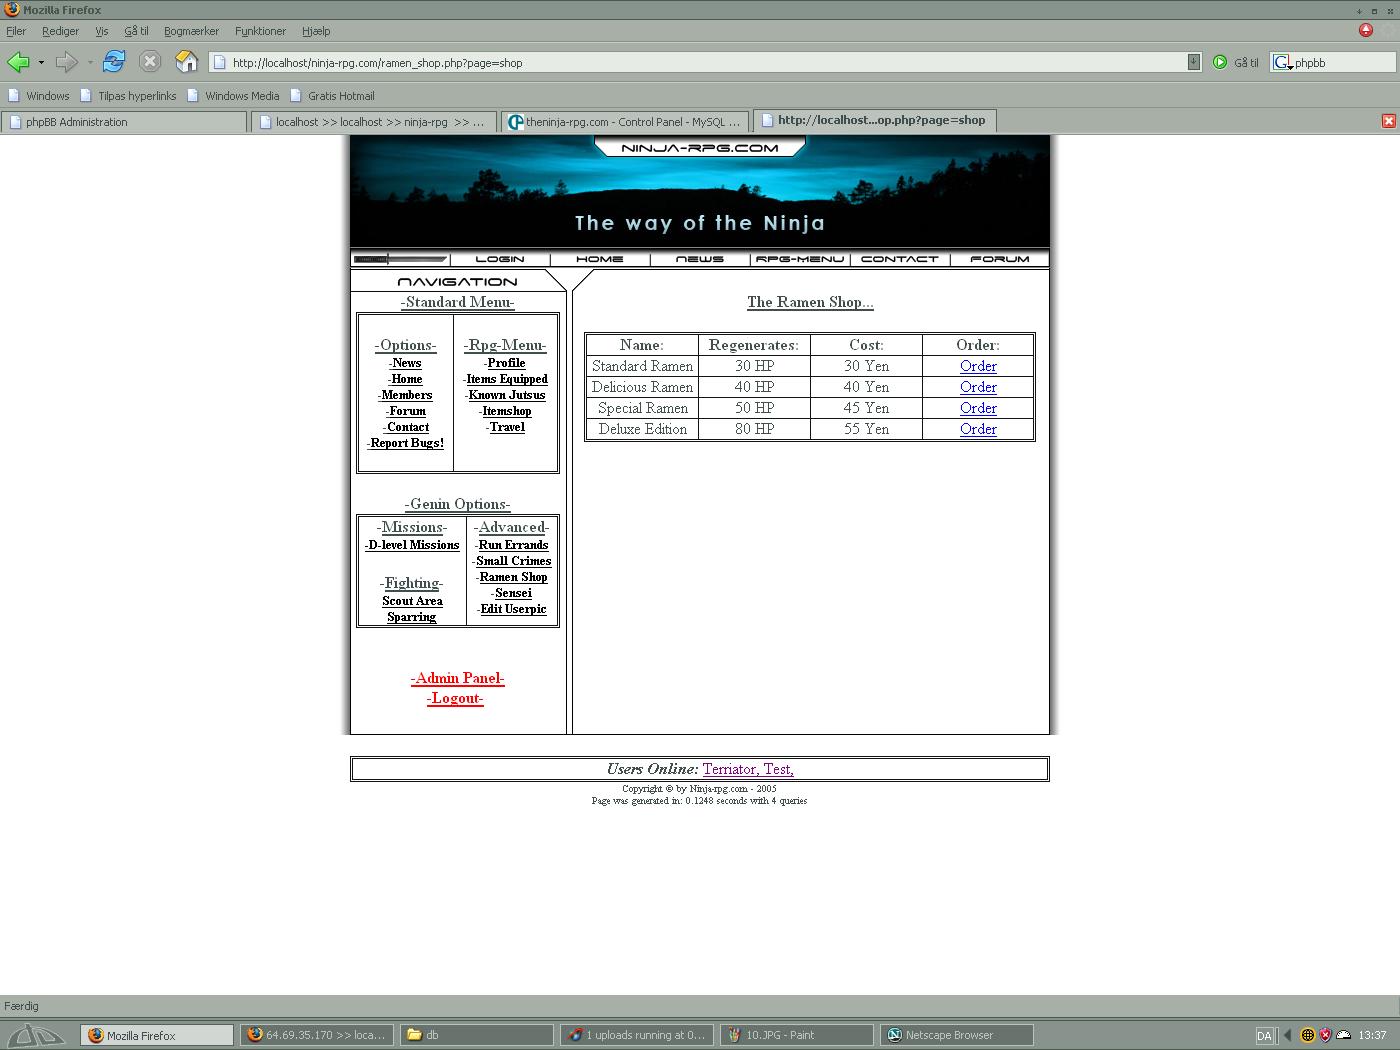 Mozilla Firefox
Filer Rediger Vis Gå til Bogmærker Funktioner Hjælp
http://localhost/ninja-rpg.com/ramen_shop.php?page=shop Gå til G phpbb
Windows Tilpas hyperlinks Windows Media Gratis Hotmail
phpBB Administration localhost >> localhost >> ninja-rpg >> ... theninja-rpg.com - Control Panel - MySQL ... http://localhost...op.php?page=shop
NINJA-RPG.COM
The way of the Ninja
LOGIN HOME NEWS RPG-MENU CONTACT FORUM
NAVIGATION
-Standard Menu-
-Options-
-News
-Home
-Members
-Forum
-Contact
-Report Bugs!
-Rpg-Menu-
-Profile
-Items Equipped
-Known Jutsus
-Itemshop
-Travel
-Genin Options-
-Missions-
-D-level Missions
-Fighting-
Scout Area
Sparring
-Advanced-
-Run Errands
-Small Crimes
-Ramen Shop
-Sensei
-Edit Userpic
-Admin Panel-
-Logout-
The Ramen Shop...
Name: Regenerates: Cost: Order:
Standard Ramen 30 HP 30 Yen Order
Delicious Ramen 40 HP 40 Yen Order
Special Ramen 50 HP 45 Yen Order
Deluxe Edition 80 HP 55 Yen Order
Users Online: Terriator, Test,
Copyright © by Ninja-rpg.com - 2005
Page was generated in: 0.1248 seconds with 4 queries
Færdig
Mozilla Firefox 64.69.35.170 >> loca... db 1 uploads running at 0... 10.JPG - Paint Netscape Browser DA 13:37